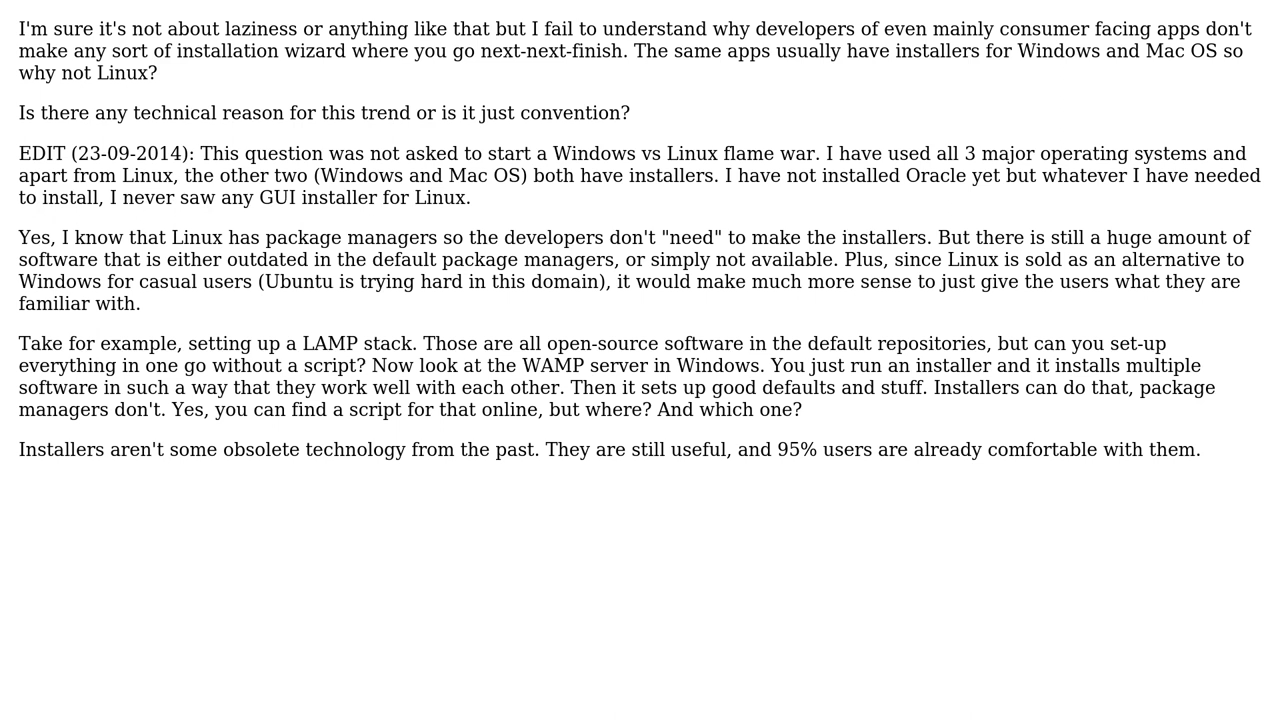 I'm sure it's not about laziness or anything like that but I fail to understand why developers of even mainly consumer facing apps don't
make any sort of installation wizard where you go next-next-finish. The same apps usually have installers for Windows and Mac OS so
why not Linux?
Is there any technical reason for this trend or is it just convention?
EDIT (23-09-2014): This question was not asked to start a Windows vs Linux flame war. I have used all 3 major operating systems and
apart from Linux, the other two (Windows and Mac OS) both have installers. I have not installed Oracle yet but whatever I have needed
to install, I never saw any GUI installer for Linux.
Yes, I know that Linux has package managers so the developers don't "need" to make the installers. But there is still a huge amount of
software that is either outdated in the default package managers, or simply not available. Plus, since Linux is sold as an alternative to
Windows for casual users (Ubuntu is trying hard in this domain), it would make much more sense to just give the users what they are
familiar with.
Take for example, setting up a LAMP stack. Those are all open-source software in the default repositories, but can you set-up
everything in one go without a script? Now look at the WAMP server in Windows. You just run an installer and it installs multiple
software in such a way that they work well with each other. Then it sets up good defaults and stuff. Installers can do that, package
managers don't. Yes, you can find a script for that online, but where? And which one?
Installers aren't some obsolete technology from the past. They are still useful, and 95% users are already comfortable with them.